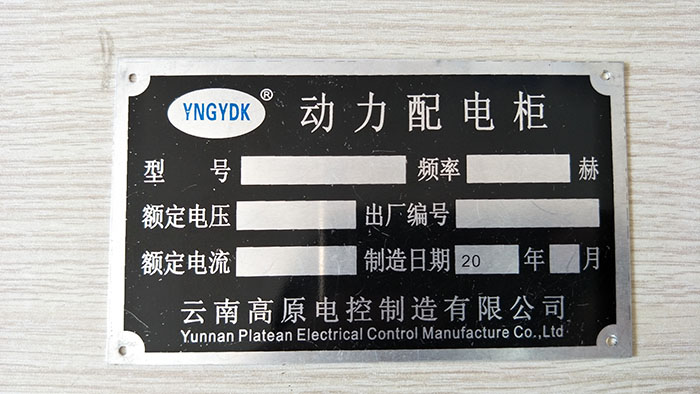 YNGYDK ® 动力配电柜
型号 频率 赫
额定电压 出厂编号
额定电流 制造日期 20 年 月
云南高原电控制造有限公司
Yunnan Platean Electrical Control Manufacture Co.,Ltd